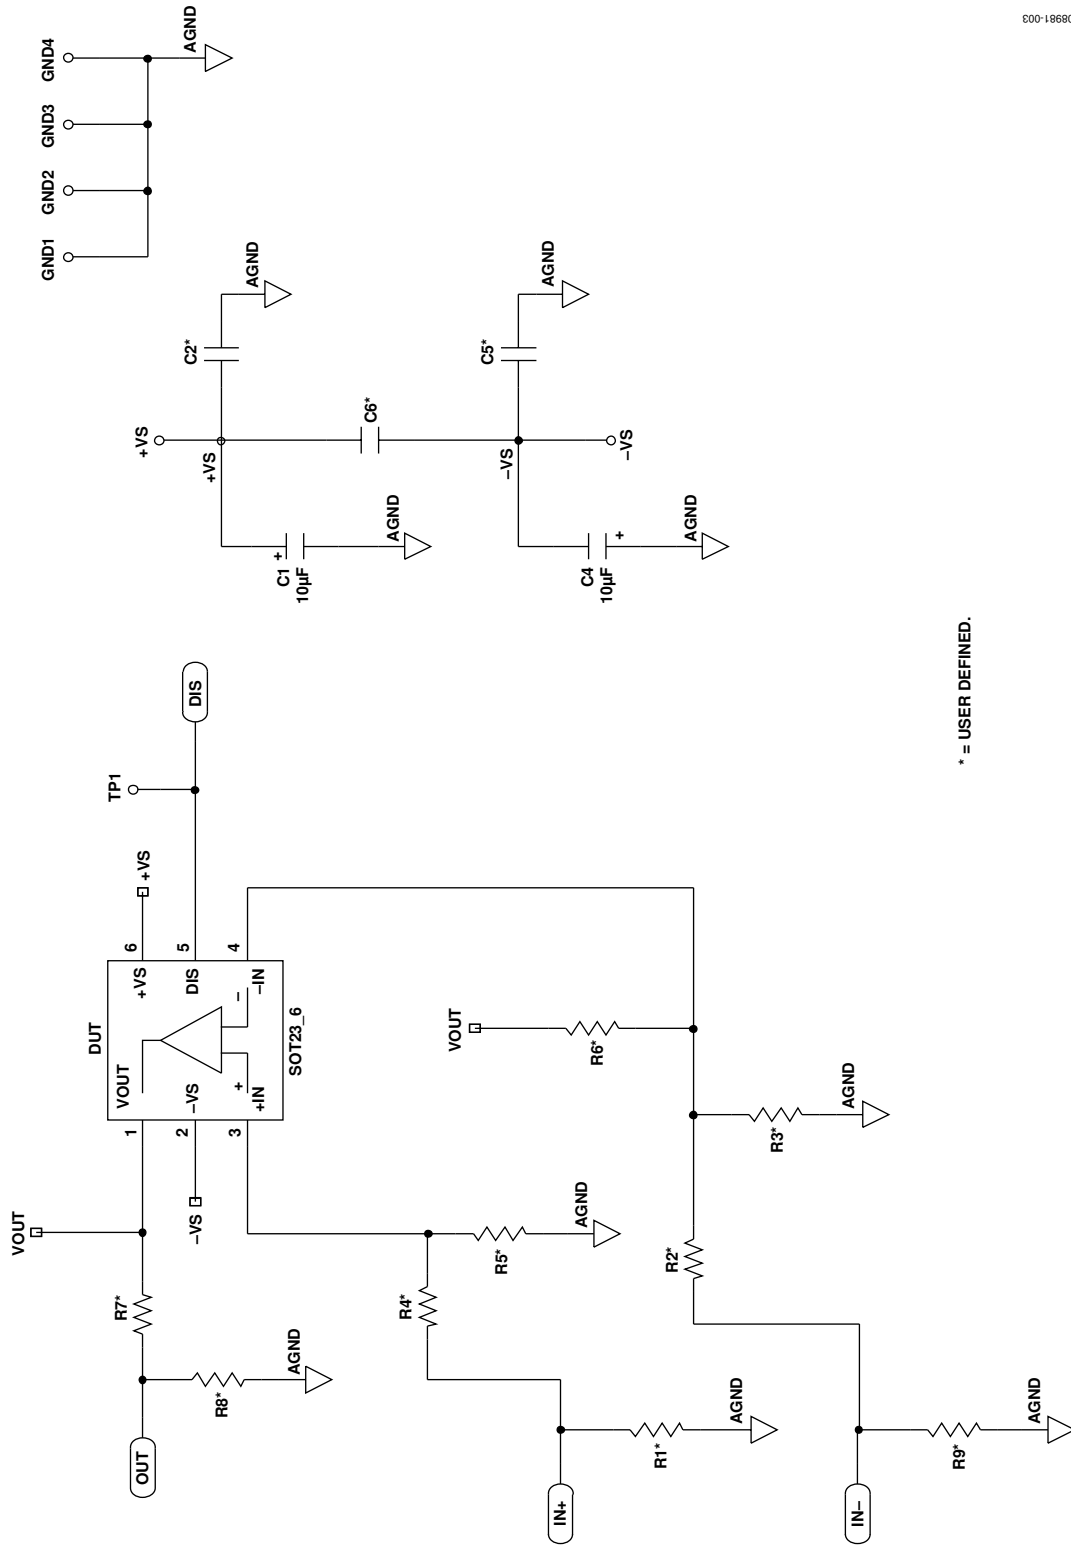 VOUT
OUT
R7*
R8*
AGND
DUT
VOUT
+VS
–VS
DIS
+
–
+IN
–IN
SOT23_6
1
2
3
6
5
4
–VS
+VS
TP1
DIS
GND1
GND2
GND3
GND4
AGND
+VS
+VS
C2*
AGND
C1
10µF
+
AGND
C6*
–VS
C5*
AGND
C4
10µF
+
AGND
–VS
IN+
R4*
R5*
AGND
R1*
AGND
VOUT
R6*
R2*
R3*
AGND
IN–
R9*
AGND
* = USER DEFINED.
08981-003